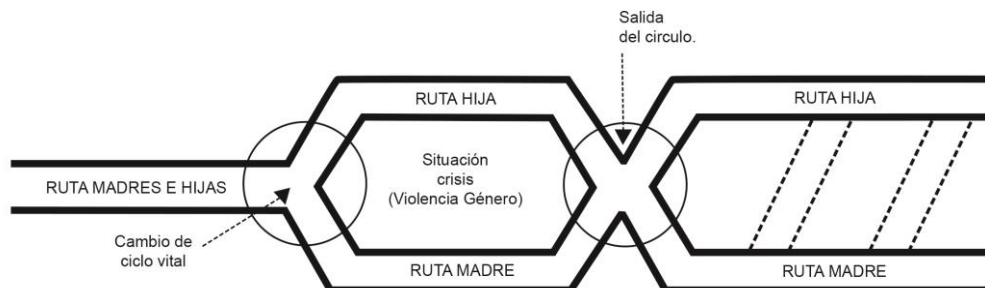 Salida
del circulo.
RUTA HIJA
RUTA HIJA
Situación
crisis
(Violencia Género)
RUTA MADRES E HIJAS
Cambio de
ciclo vital
RUTA MADRE
RUTA MADRE